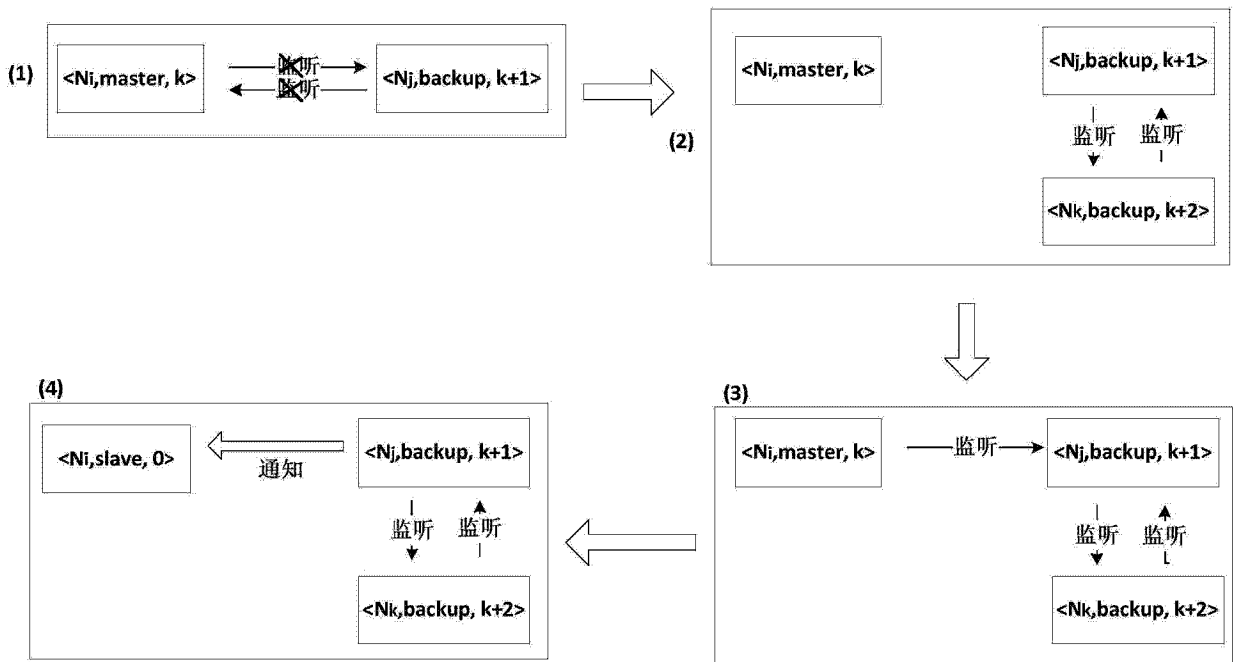 (1)
<Ni,master, k>
监听
监听
<Nj,backup, k+1>
(2)
<Ni,master, k>
<Nj,backup, k+1>
监听
监听
<Nk,backup, k+2>
(3)
<Ni,master, k>
监听
<Nj,backup, k+1>
监听
监听
<Nk,backup, k+2>
(4)
<Ni,slave, 0>
通知
<Nj,backup, k+1>
监听
监听
<Nk,backup, k+2>